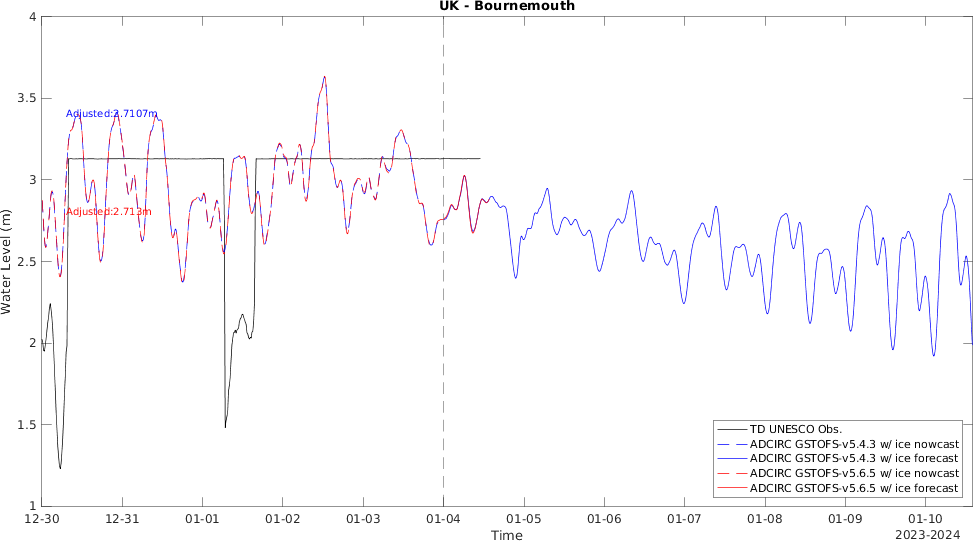 UK - Bournemouth
4
3.5
3
2.5
2
1.5
1
Water Level (m)
Adjusted:2.7107m
Adjusted:2.713m
TD UNESCO Obs.
ADCIRC GSTOFS-v5.4.3 w/ ice nowcast
ADCIRC GSTOFS-v5.4.3 w/ ice forecast
ADCIRC GSTOFS-v5.6.5 w/ ice nowcast
ADCIRC GSTOFS-v5.6.5 w/ ice forecast
12-30 12-31 01-01 01-02 01-03 01-04 01-05 01-06 01-07 01-08 01-09 01-10
Time
2023-2024